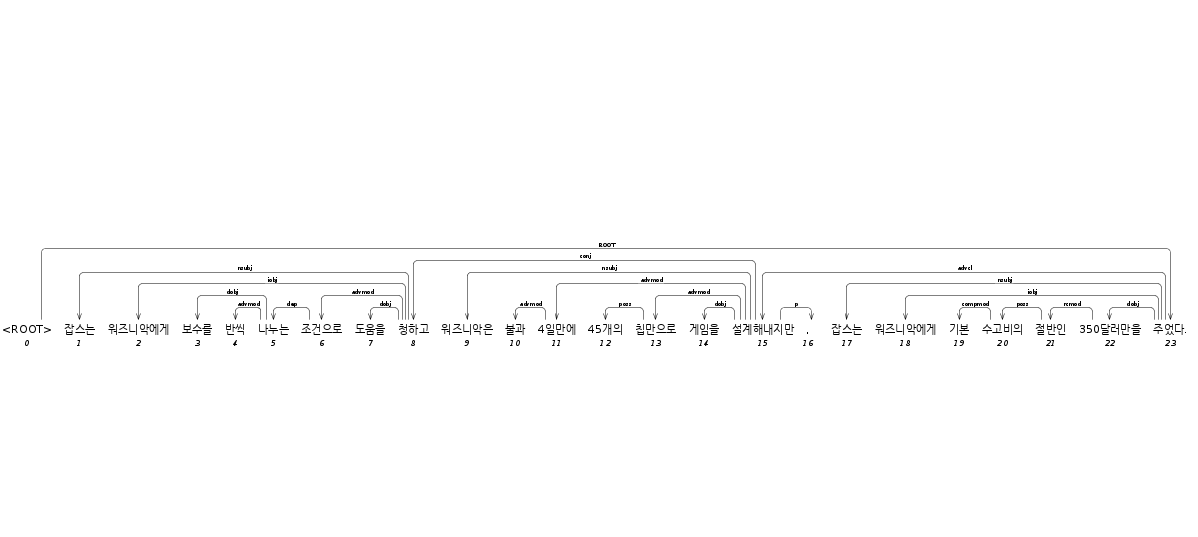 ROOT
conj
nsubj nsubj advcl
iobj advmod nsubj
dobj advmod advmod iobj
advmod dep dobj advmod poss dobj p compmod poss rcmod dobj
<ROOT> 잡스는 워즈니악에게 보수를 반씩 나누는 조건으로 도움을 청하고 워즈니악은 불과 4일만에 45개의 칩만으로 게임을 설계해내지만 , 잡스는 워즈니악에게 기본 수고비의 절반인 350달러만을 주었다.
0 1 2 3 4 5 6 7 8 9 10 11 12 13 14 15 16 17 18 19 20 21 22 23